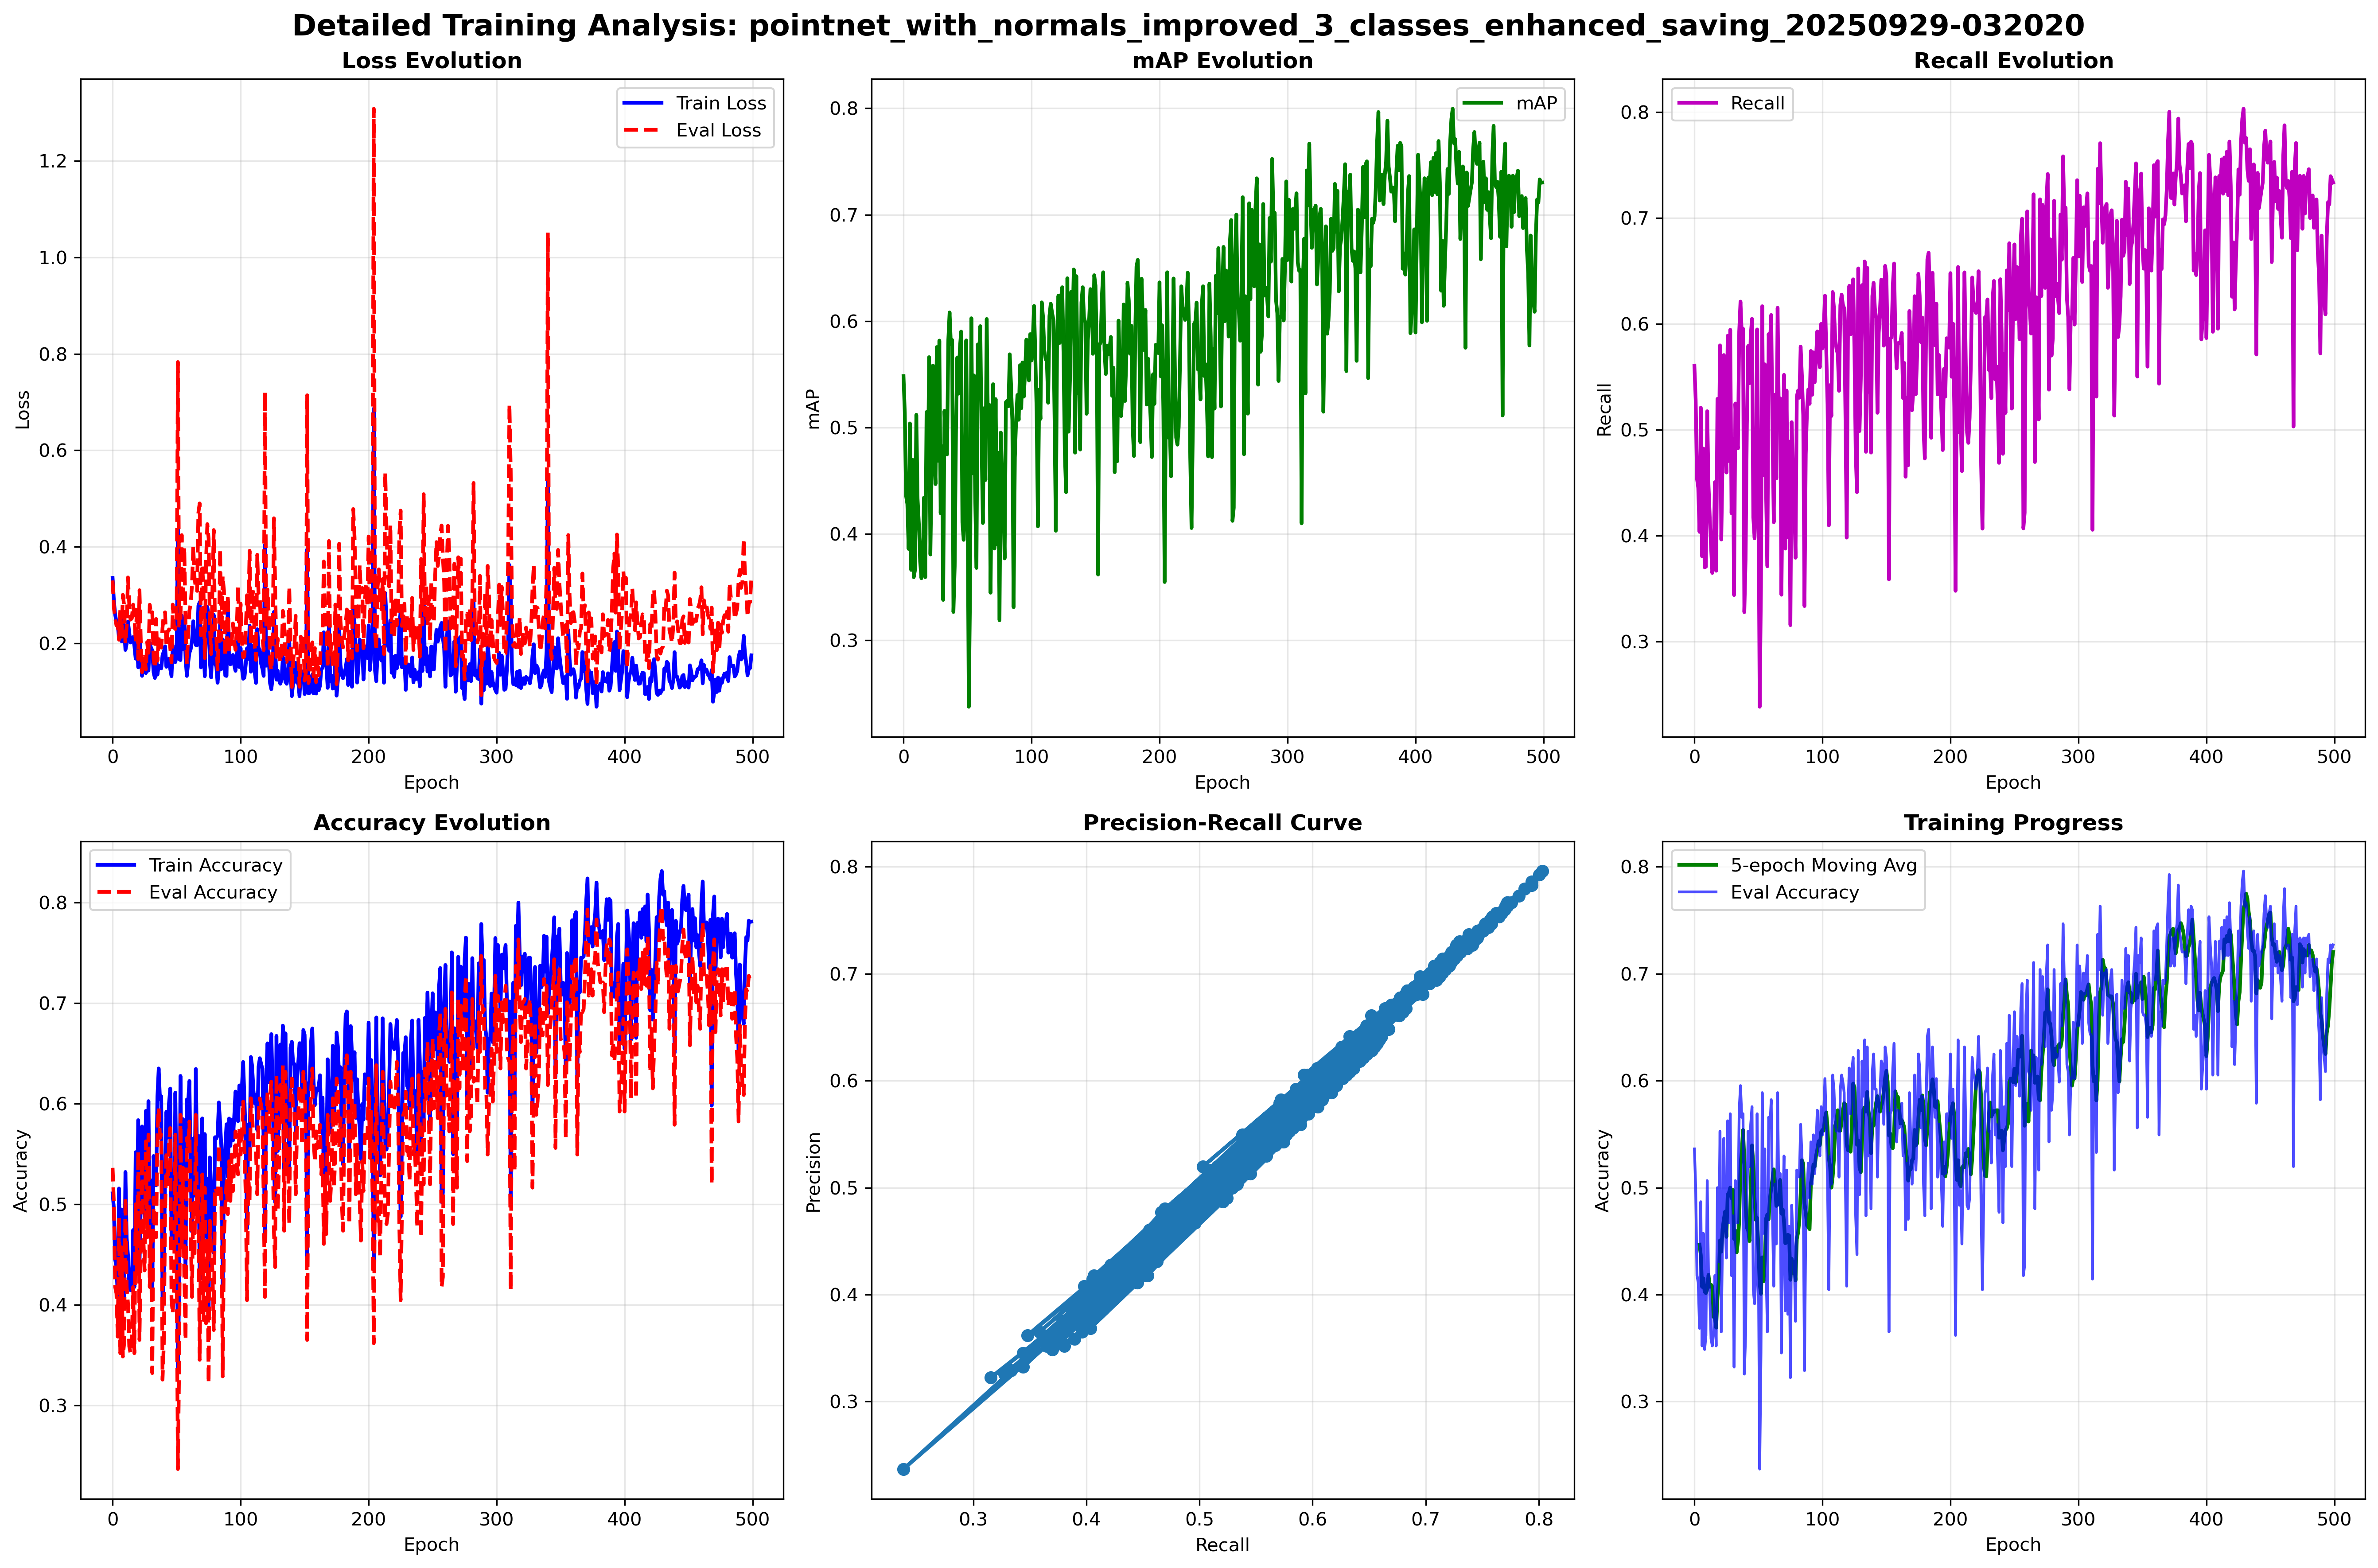 Detailed Training Analysis: pointnet_with_normals_improved_3_classes_enhanced_saving_20250929-032020
Loss Evolution
Train Loss
Eval Loss
1.2
1.0
0.8
0.6
0.4
0.2
Loss
0 100 200 300 400 500
Epoch
mAP Evolution
mAP
0.8
0.7
0.6
0.5
0.4
0.3
mAP
0 100 200 300 400 500
Epoch
Recall Evolution
Recall
0.8
0.7
0.6
0.5
0.4
0.3
Recall
0 100 200 300 400 500
Epoch
Accuracy Evolution
Train Accuracy
Eval Accuracy
0.8
0.7
0.6
0.5
0.4
0.3
Accuracy
0 100 200 300 400 500
Epoch
Precision-Recall Curve
0.8
0.7
0.6
0.5
0.4
0.3
Precision
0.3 0.4 0.5 0.6 0.7 0.8
Recall
Training Progress
5-epoch Moving Avg
Eval Accuracy
0.8
0.7
0.6
0.5
0.4
0.3
Accuracy
0 100 200 300 400 500
Epoch